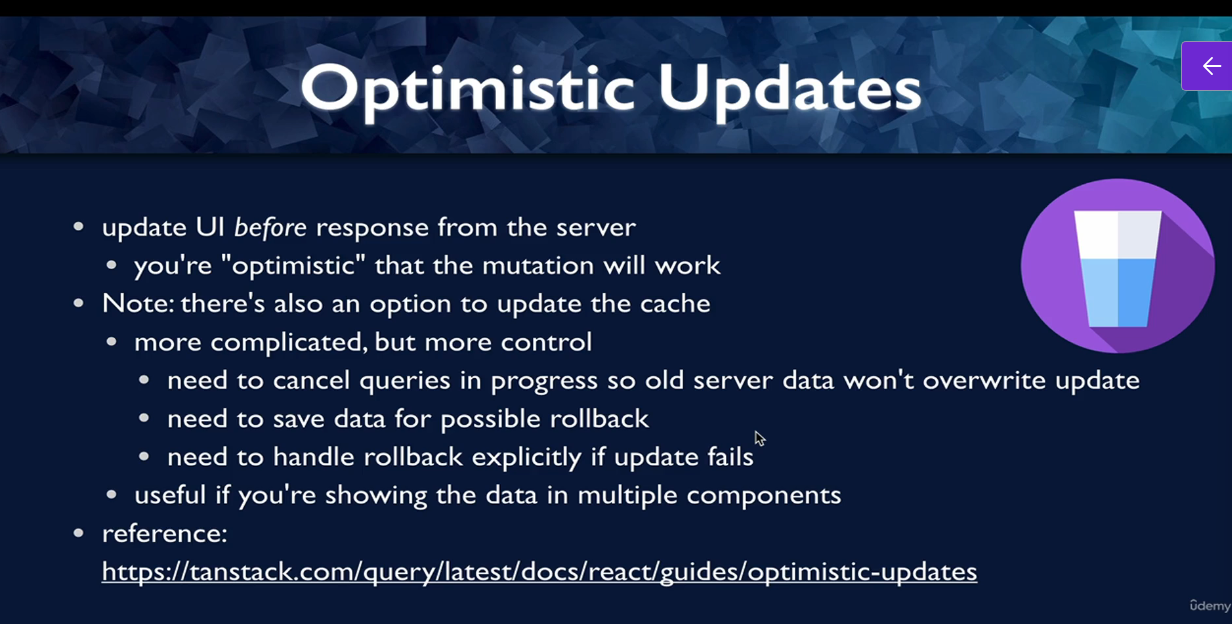 Optimistic Updates
• update UI before response from the server
• you're "optimistic" that the mutation will work
• Note: there's also an option to update the cache
• more complicated, but more control
• need to cancel queries in progress so old server data won't overwrite update
• need to save data for possible rollback
• need to handle rollback explicitly if update fails
• useful if you're showing the data in multiple components
• reference:
https://tanstack.com/query/latest/docs/react/guides/optimistic-updates
ûdemy